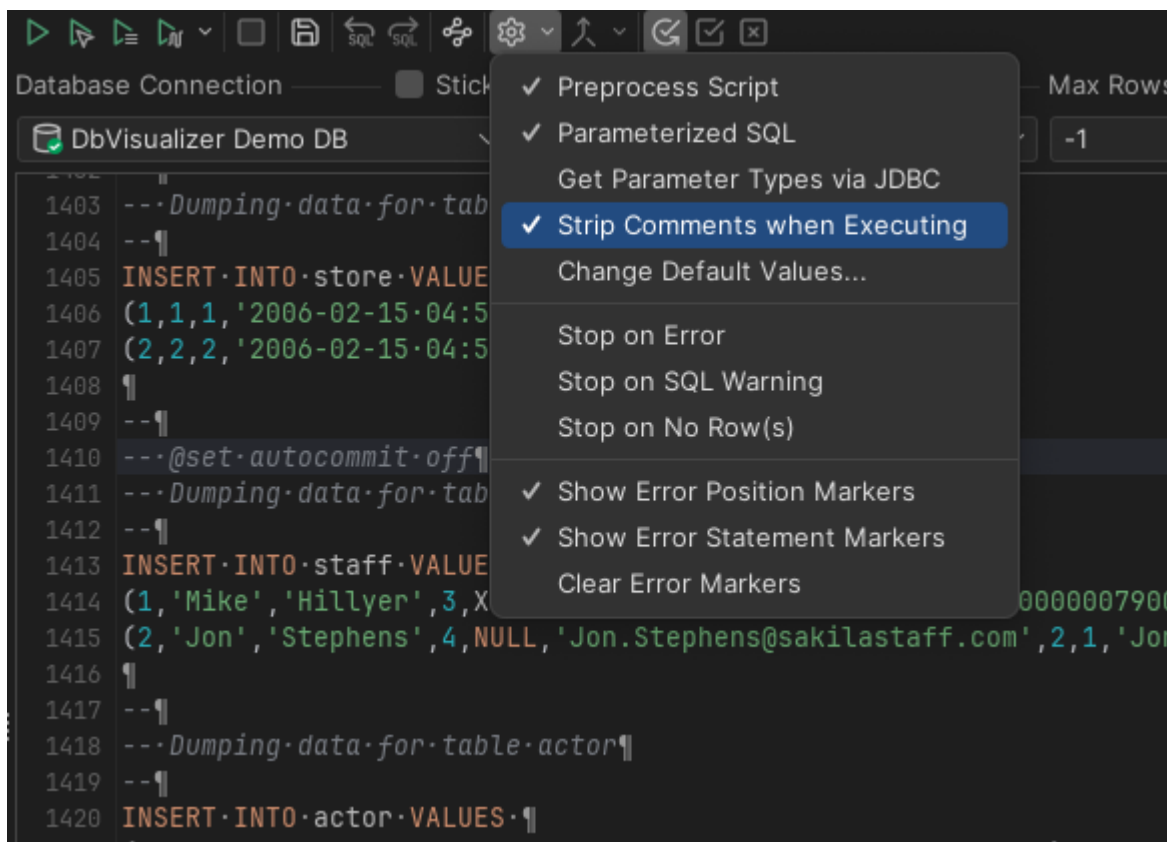 SQL SQL
Database Connection Stick Max Rows
DbVisualizer Demo DB -1
Preprocess Script
Parameterized SQL
Get Parameter Types via JDBC
Strip Comments when Executing
Change Default Values...
Stop on Error
Stop on SQL Warning
Stop on No Row(s)
Show Error Position Markers
Show Error Statement Markers
Clear Error Markers
1403 --·Dumping·data·for·tab
1404 --¶
1405 INSERT·INTO·store·VALUE
1406 (1,1,1,'2006-02-15·04:5
1407 (2,2,2,'2006-02-15·04:5
1408 ¶
1409 --¶
1410 --·@set·autocommit·off¶
1411 --·Dumping·data·for·tab
1412 --¶
1413 INSERT·INTO·staff·VALUE
1414 (1,'Mike','Hillyer',3,X 0000007900
1415 (2,'Jon','Stephens',4,NULL,'Jon.Stephens@sakilastaff.com',2,1,'Jon
1416 ¶
1417 --¶
1418 --·Dumping·data·for·table·actor¶
1419 --¶
1420 INSERT·INTO·actor·VALUES·¶